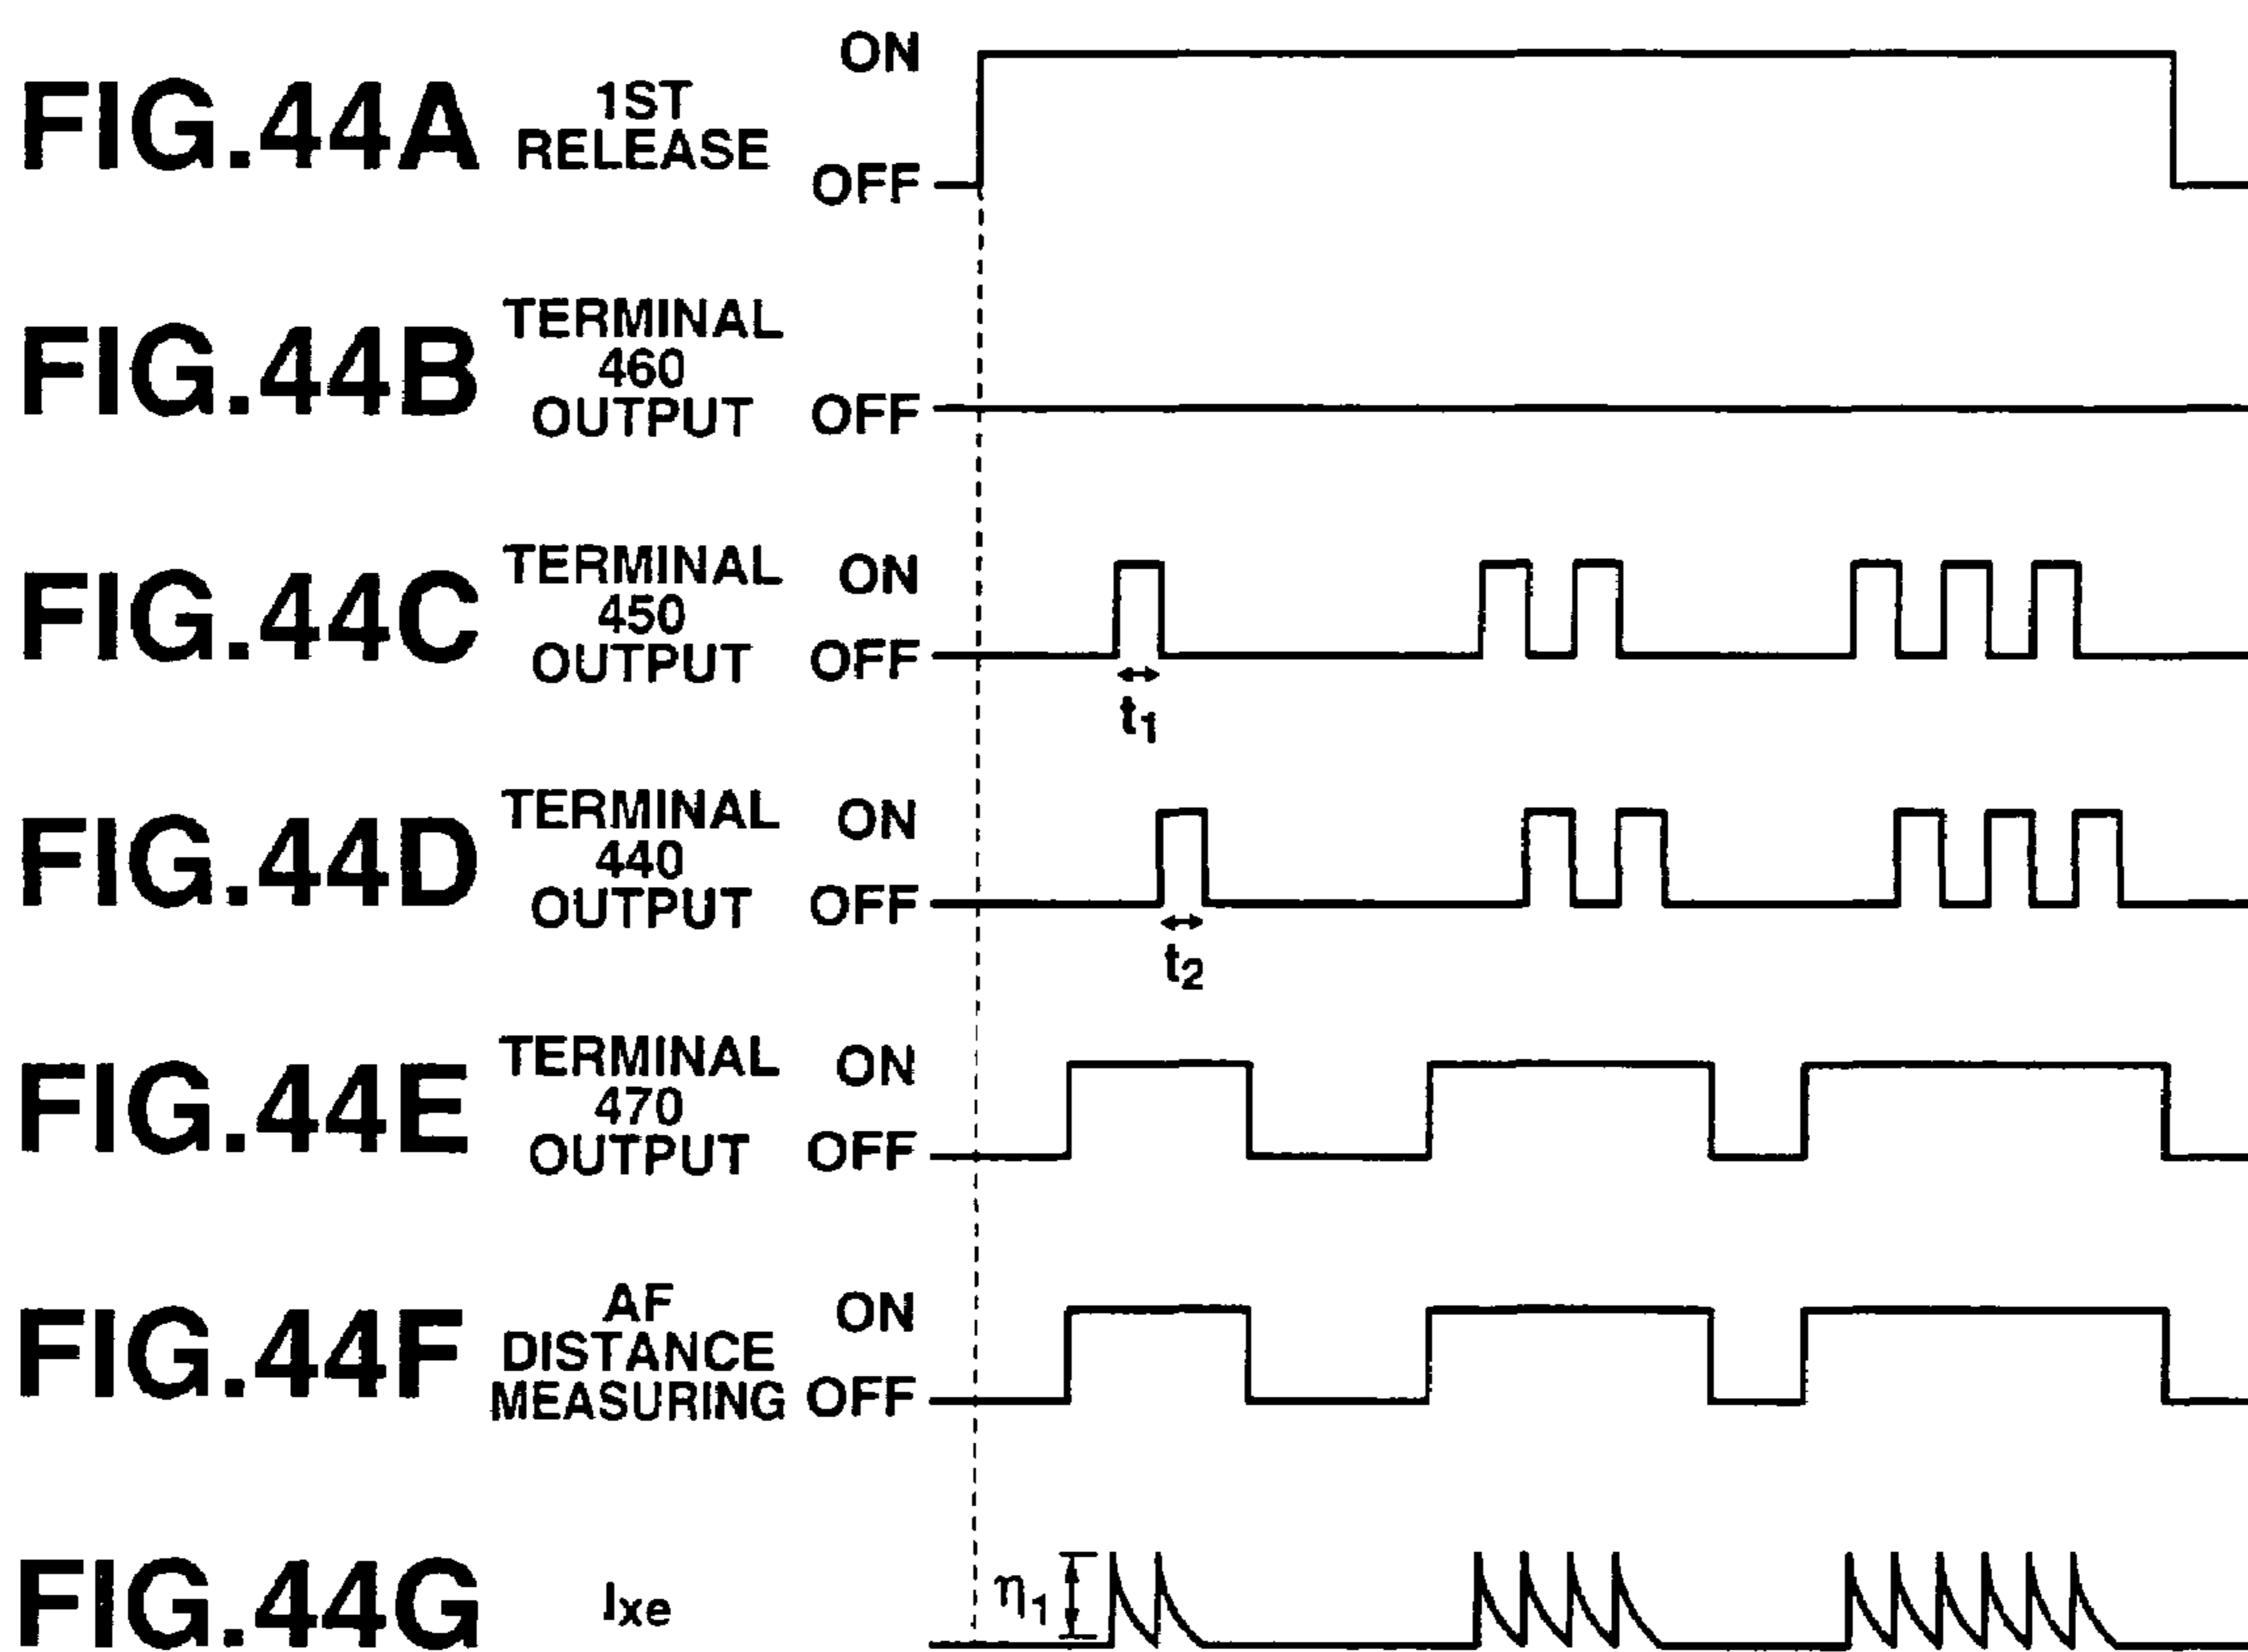 FIG.44A 1ST RELEASE ON OFF
FIG.44B TERMINAL 460 OUTPUT OFF
FIG.44C TERMINAL 450 OUTPUT ON OFF
t1
FIG.44D TERMINAL 440 OUTPUT ON OFF
t2
FIG.44E TERMINAL 470 OUTPUT ON OFF
FIG.44F AF DISTANCE MEASURING ON OFF
FIG.44G Ixe η1